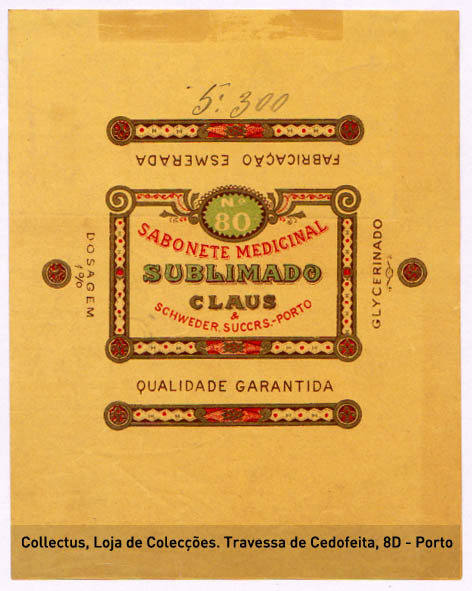 5:300
FABRICAÇÃO ESMERADA
Nº
80
SABONETE MEDICINAL
SUBLIMADO
CLAUS
&
SCHWEDER, SUCCRS.-PORTO
DOSAGEM
1%
GLYCERINADO
QUALIDADE GARANTIDA
Collectus, Loja de Colecções. Travessa de Cedofeita, 8D - Porto